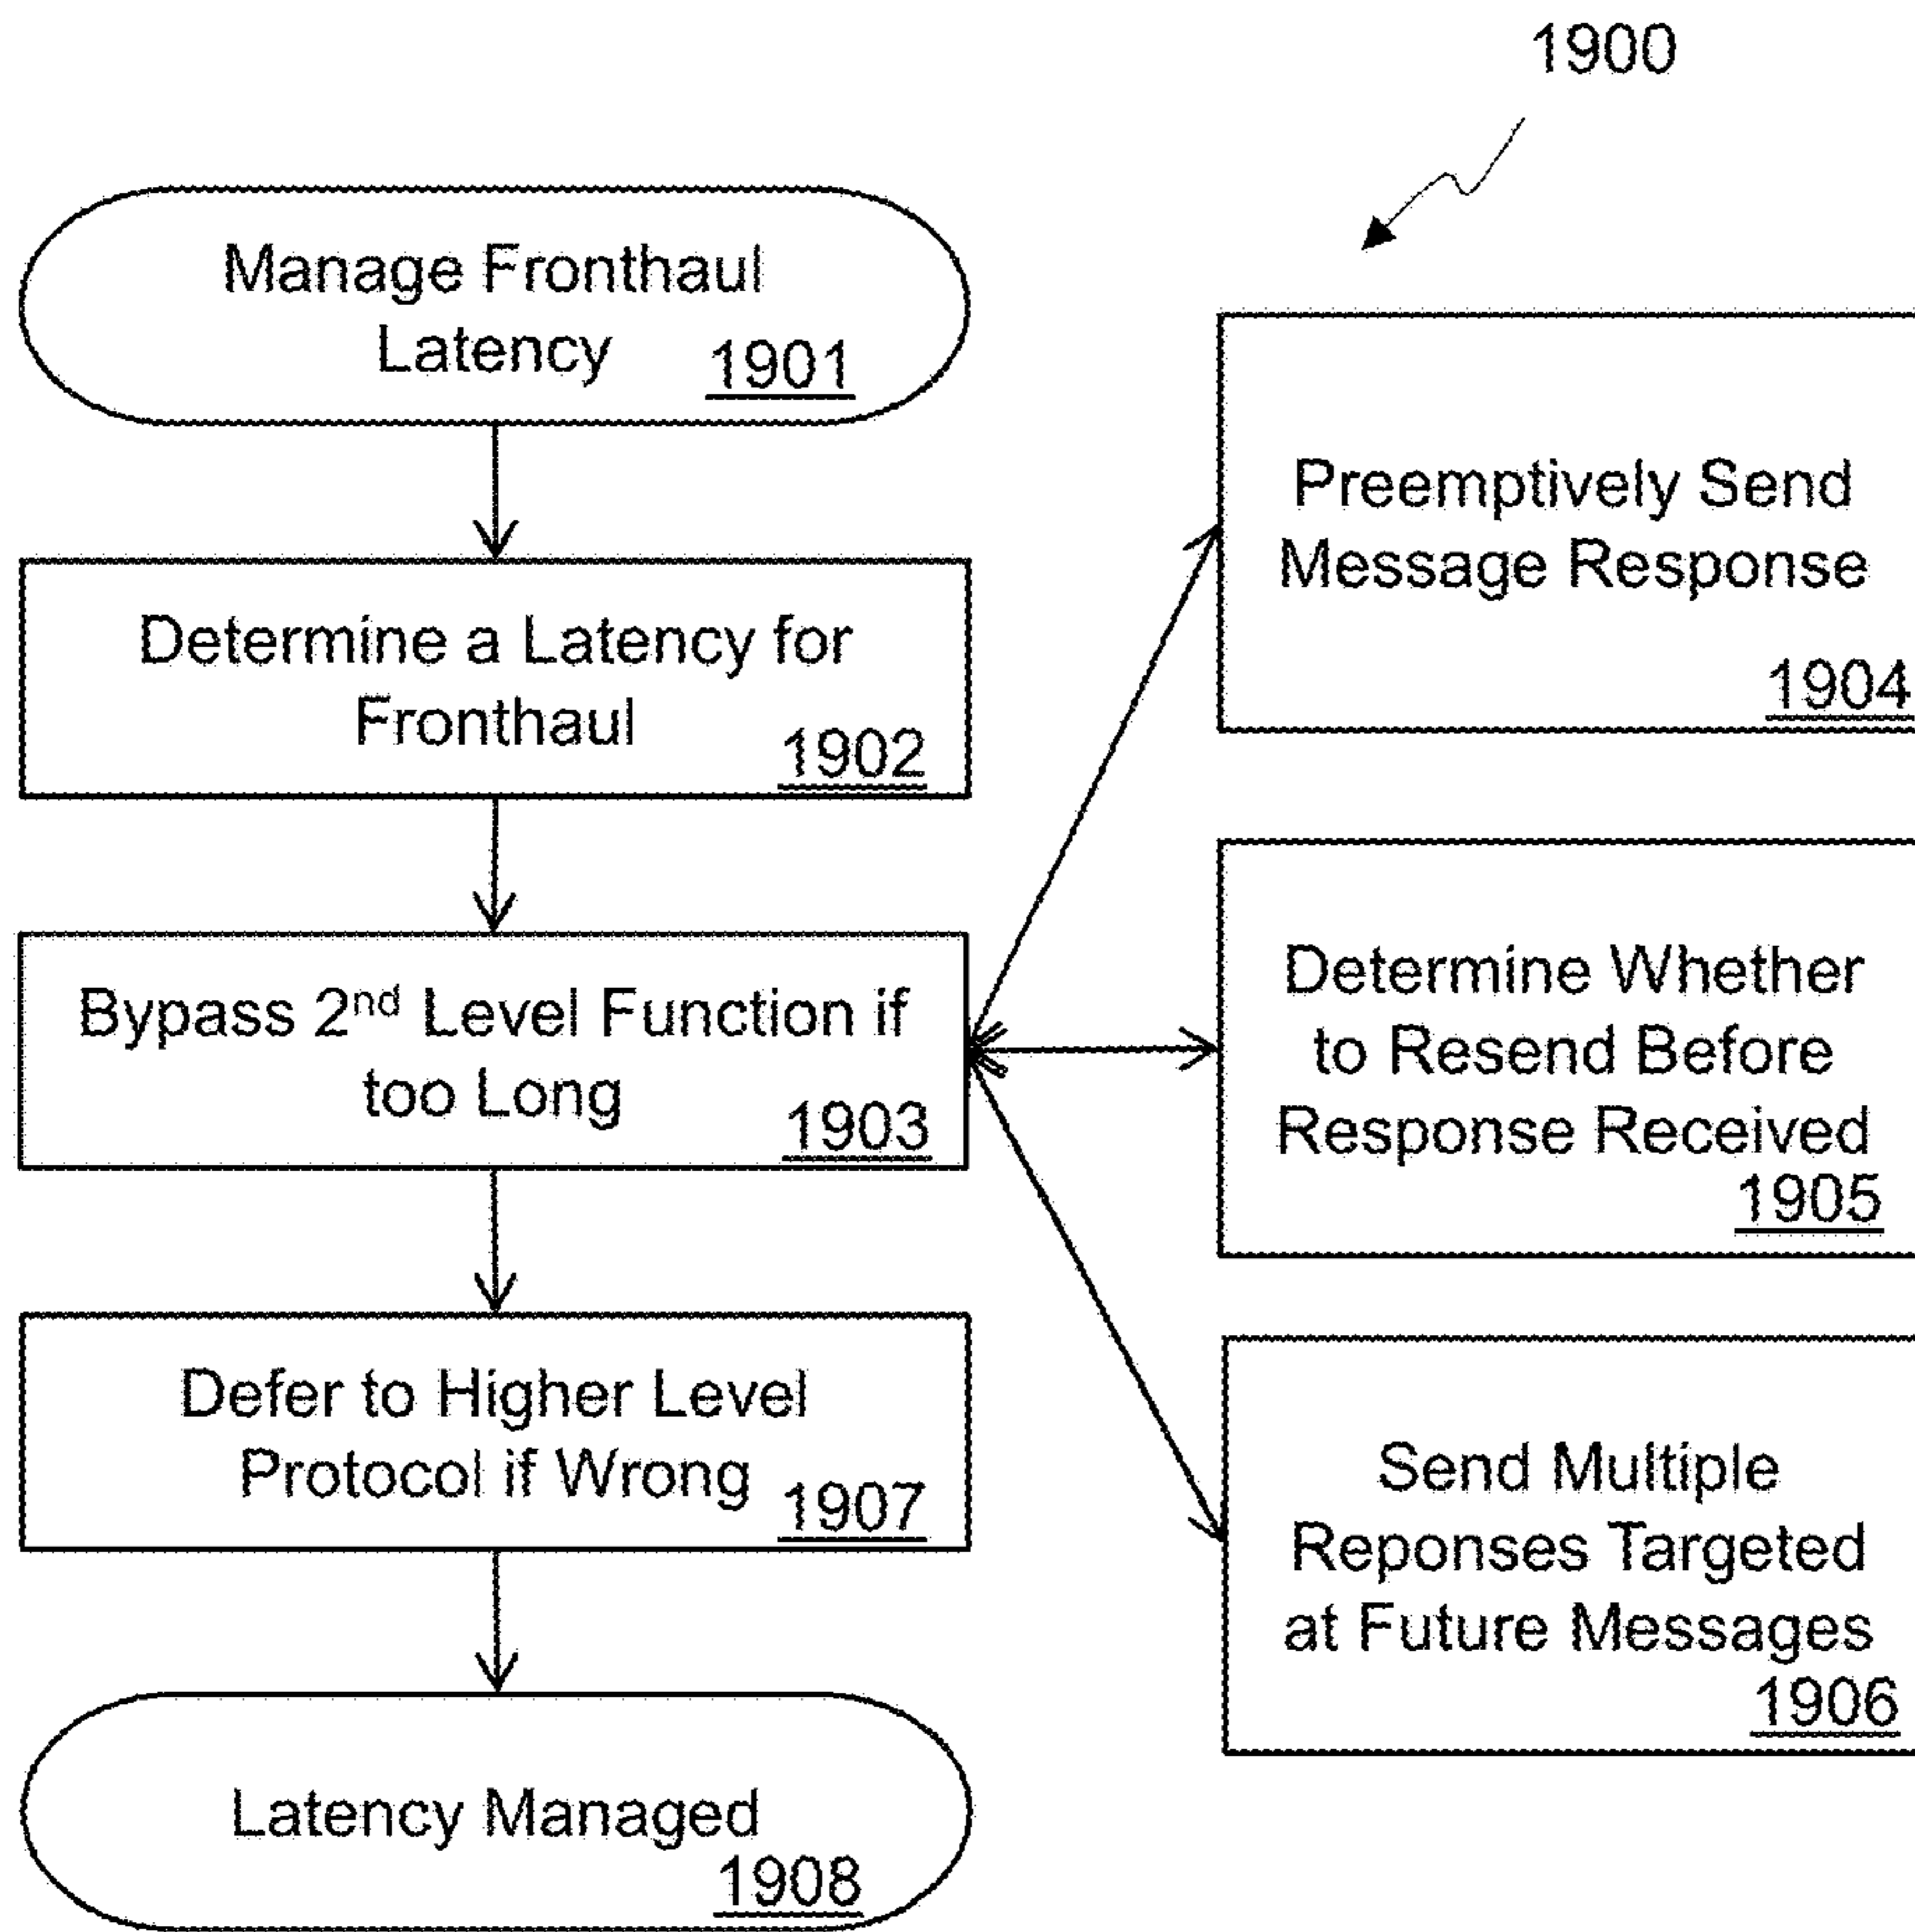 1900
Manage Fronthaul
Latency 1901
Determine a Latency for
Fronthaul 1902
Bypass 2nd Level Function if
too Long 1903
Defer to Higher Level
Protocol if Wrong 1907
Latency Managed
1908
Preemptively Send
Message Response
1904
Determine Whether
to Resend Before
Response Received
1905
Send Multiple
Reponses Targeted
at Future Messages
1906